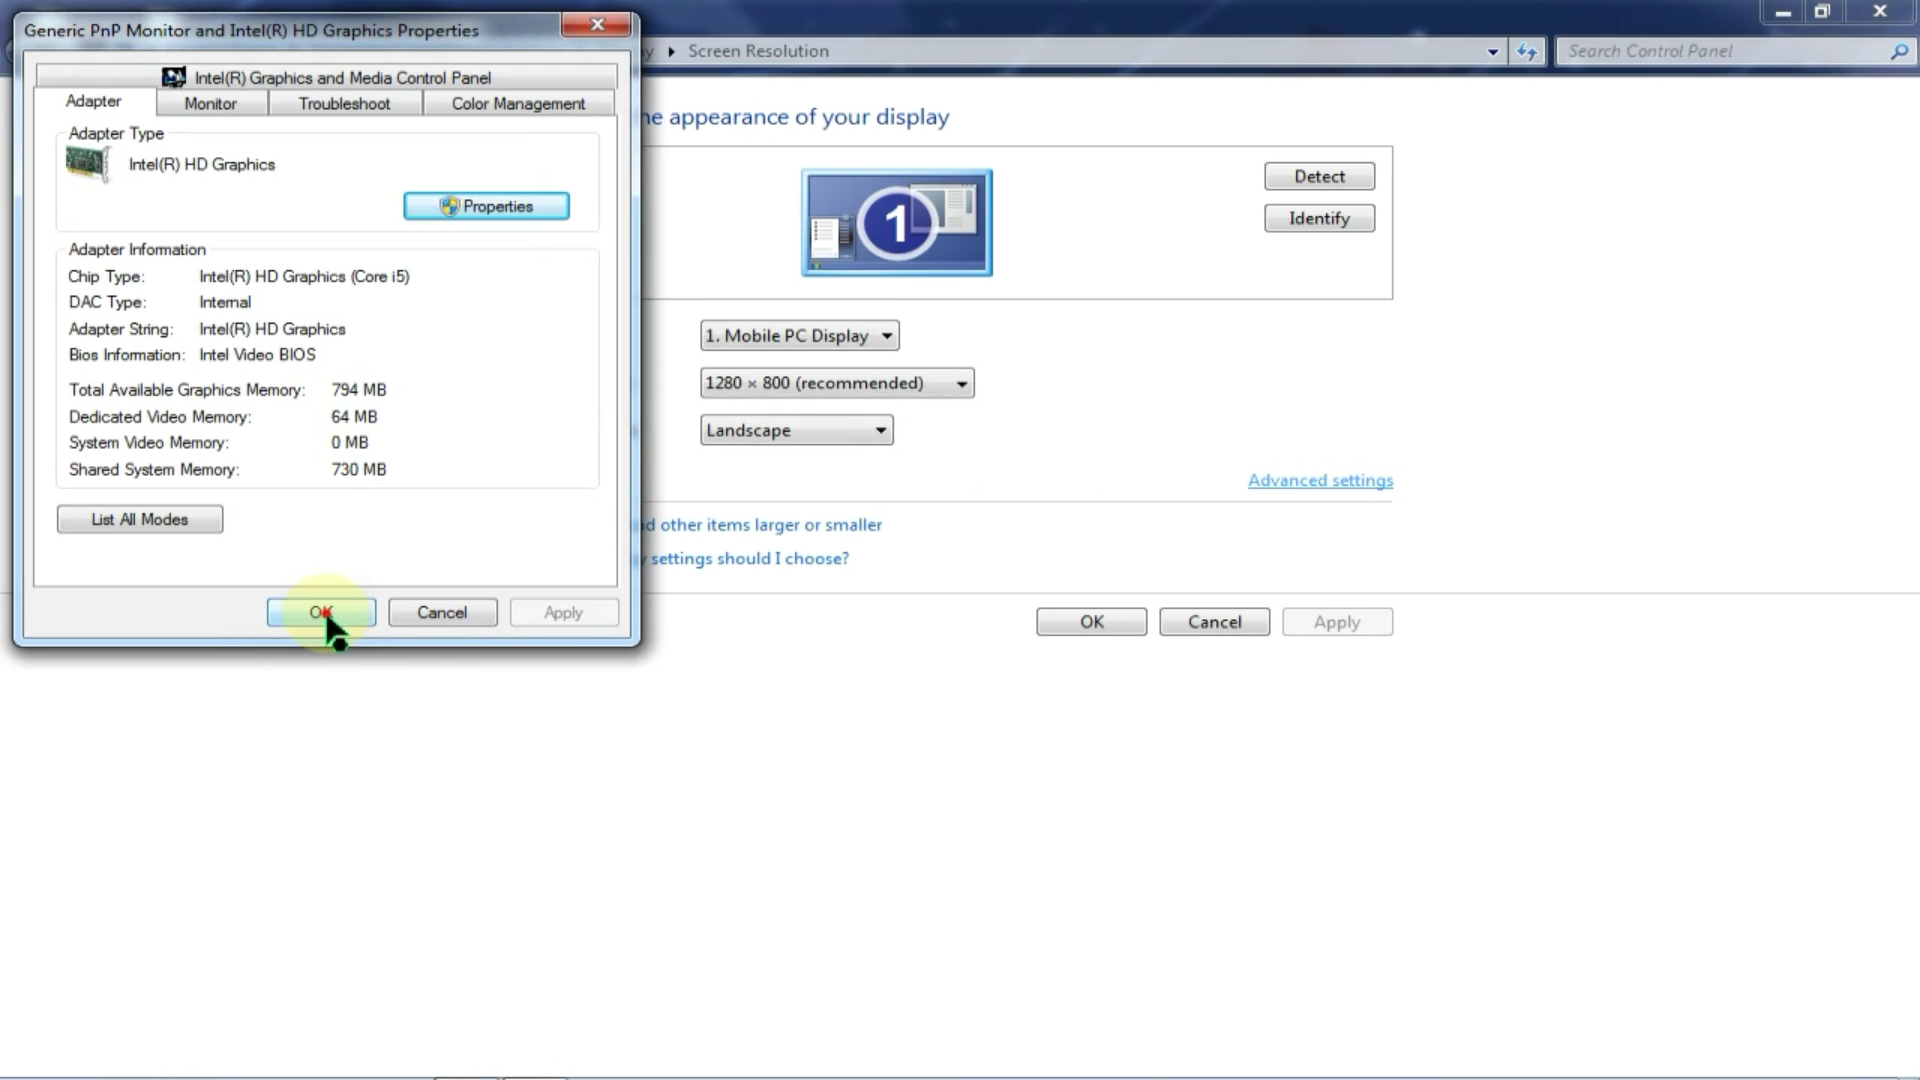 Generic PnP Monitor and Intel(R) HD Graphics Properties
Screen Resolution
Search Control Panel
Intel(R) Graphics and Media Control Panel
Adapter
Monitor
Troubleshoot
Color Management
Adapter Type
Intel(R) HD Graphics
Properties
Adapter Information
Chip Type: Intel(R) HD Graphics (Core i5)
DAC Type: Internal
Adapter String: Intel(R) HD Graphics
Bios Information: Intel Video BIOS
Total Available Graphics Memory: 794 MB
Dedicated Video Memory: 64 MB
System Video Memory: 0 MB
Shared System Memory: 730 MB
List All Modes
OK
Cancel
Apply
appearance of your display
1
Detect
Identify
1. Mobile PC Display
1280 × 800 (recommended)
Landscape
Advanced settings
other items larger or smaller
settings should I choose?
OK
Cancel
Apply